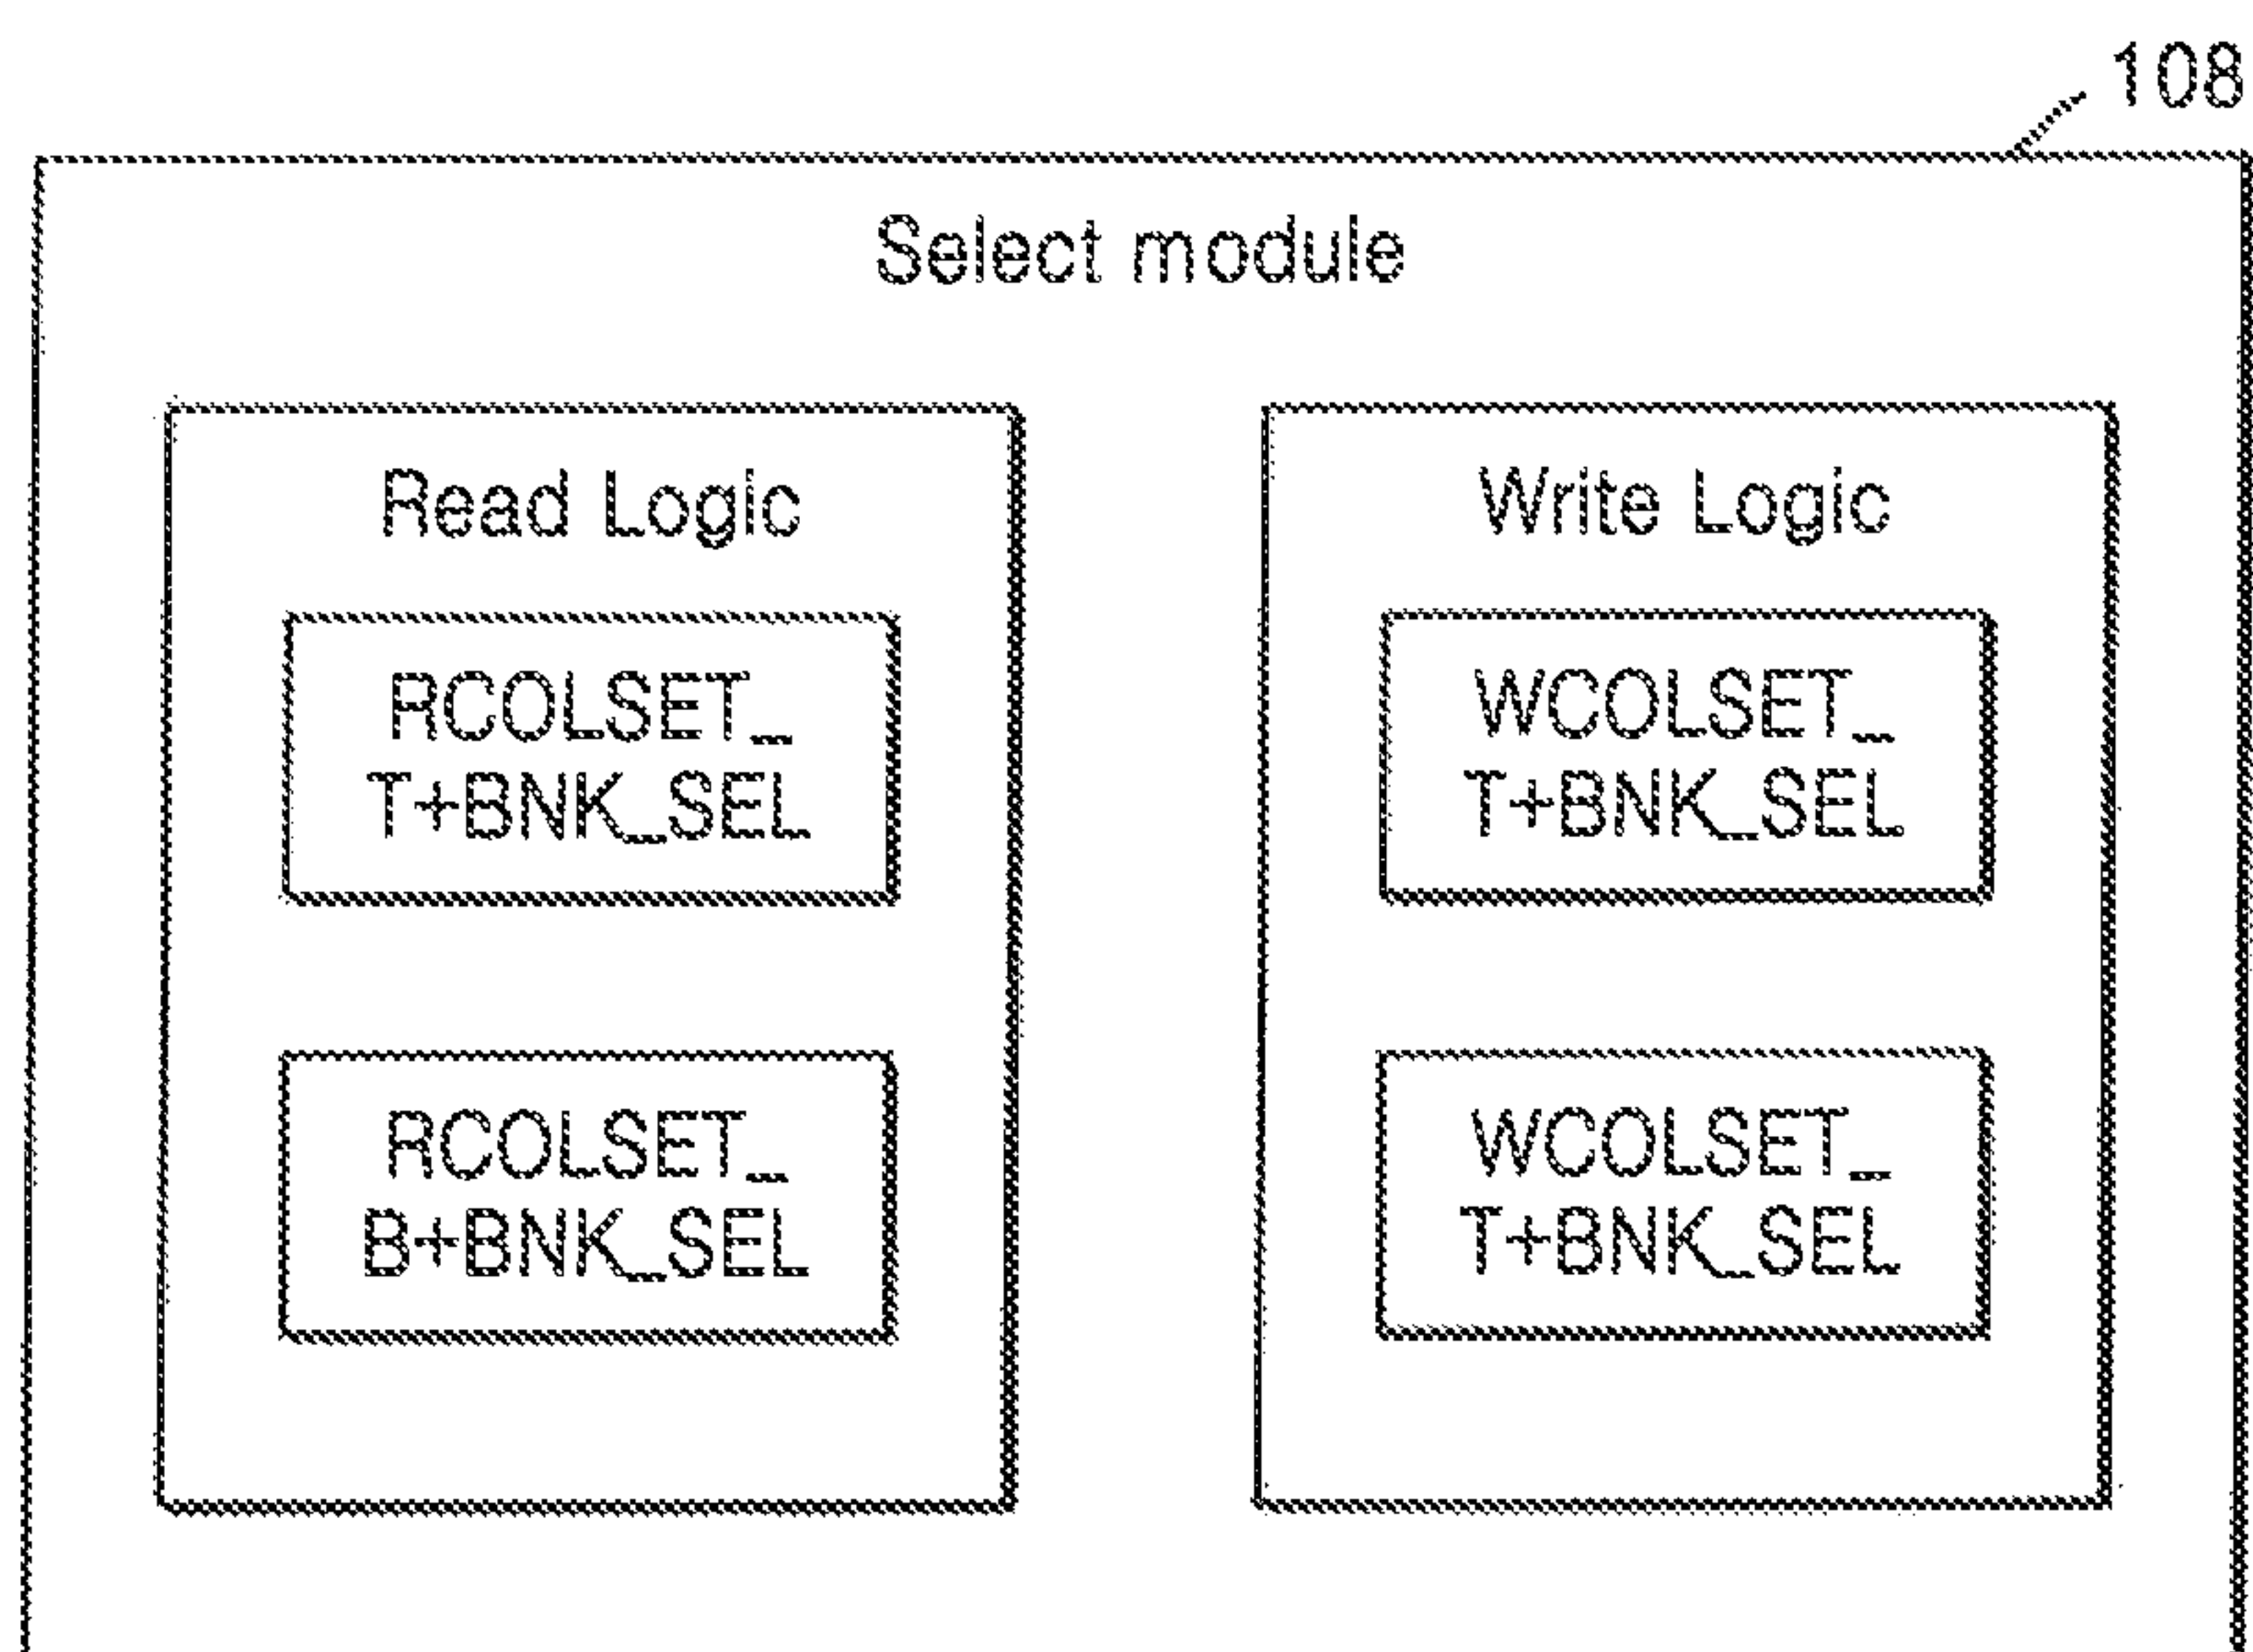 108
Select module
Read Logic
RCOLSET_
T+BNK_SEL
RCOLSET_
B+BNK_SEL
Write Logic
WCOLSET_
T+BNK_SEL
WCOLSET_
T+BNK_SEL